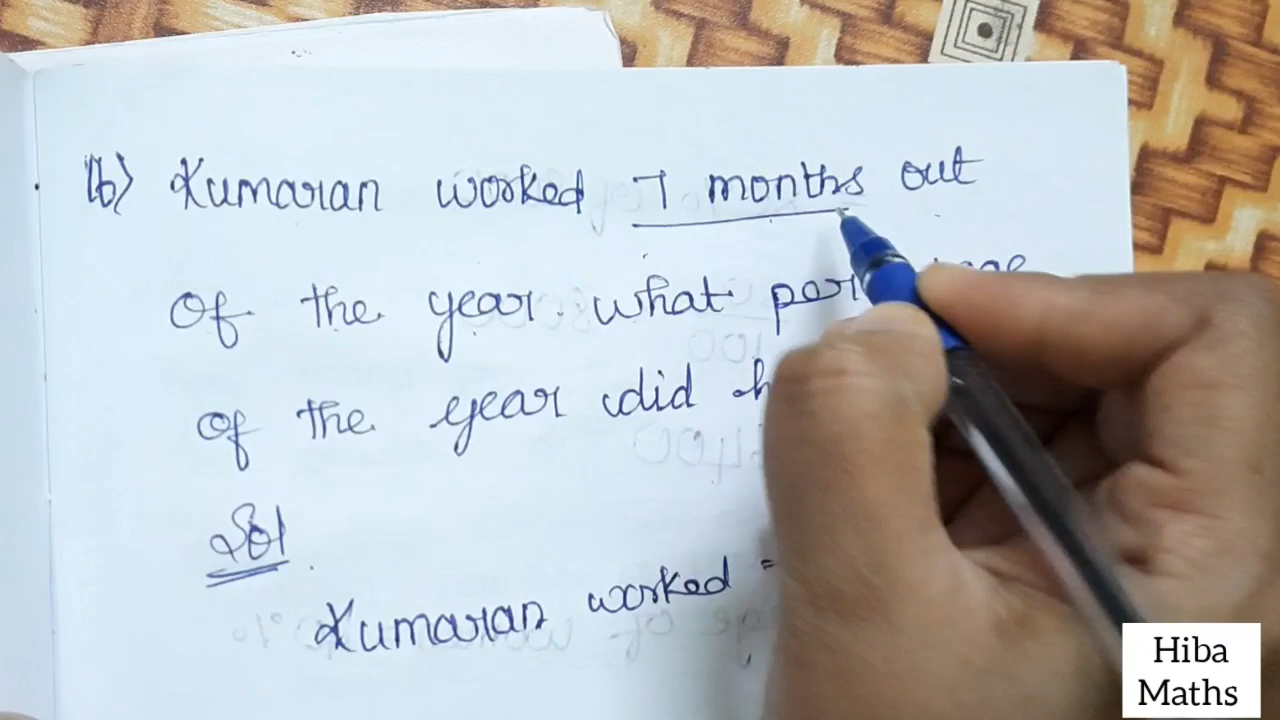 16) Kumaran worked 7 months out
of the year. what
of the year did
Sol
Kumaran worked =
Hiba
Maths